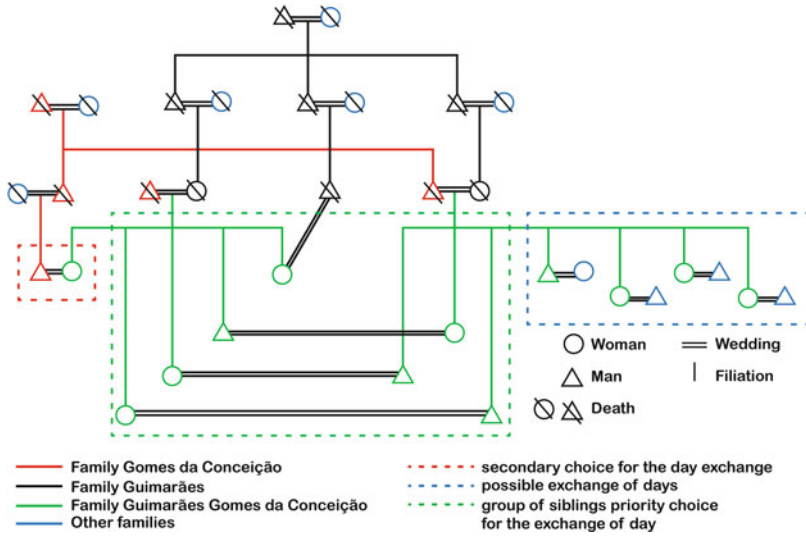 Woman
Wedding
Man
Filiation
Death
Family Gomes da Conceição
Family Guimarães
Family Guimarães Gomes da Conceição
Other families
secondary choice for the day exchange
possible exchange of days
group of siblings priority choice
for the exchange of day